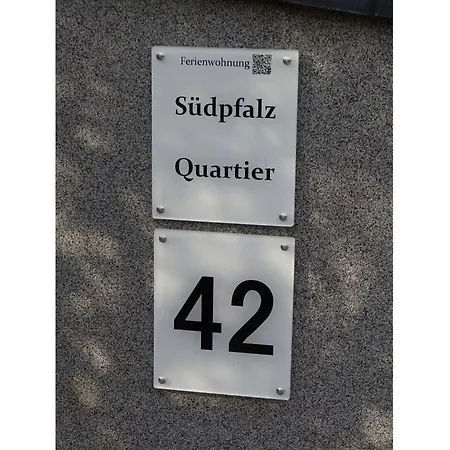 Ferienwohnung
Südpfalz
Quartier
42